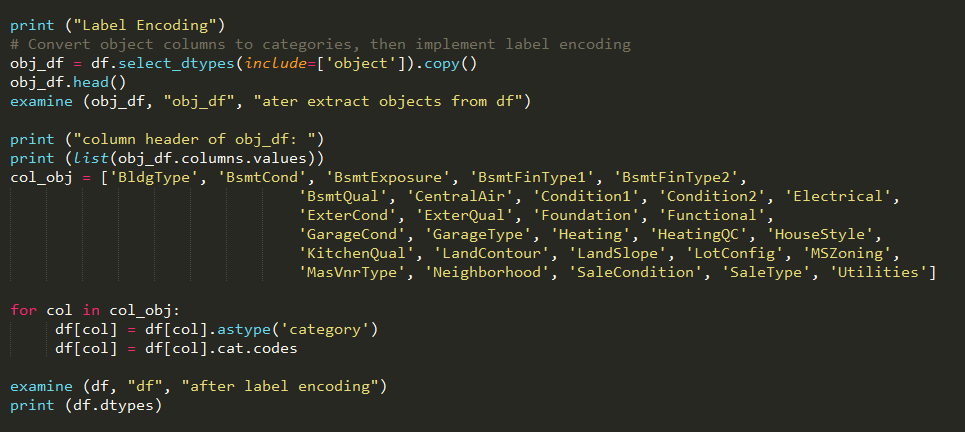 print ("Label Encoding")
# Convert object columns to categories, then implement label encoding
obj_df = df.select_dtypes(include=['object']).copy()
obj_df.head()
examine (obj_df, "obj_df", "ater extract objects from df")
print ("column header of obj_df: ")
print (list(obj_df.columns.values))
col_obj = ['BldgType', 'BsmtCond', 'BsmtExposure', 'BsmtFinType1', 'BsmtFinType2',
'BsmtQual', 'CentralAir', 'Condition1', 'Condition2', 'Electrical',
'ExterCond', 'ExterQual', 'Foundation', 'Functional',
'GarageCond', 'GarageType', 'Heating', 'HeatingQC', 'HouseStyle',
'KitchenQual', 'LandContour', 'LandSlope', 'LotConfig', 'MSZoning',
'MasVnrType', 'Neighborhood', 'SaleCondition', 'SaleType', 'Utilities']
for col in col_obj:
df[col] = df[col].astype('category')
df[col] = df[col].cat.codes
examine (df, "df", "after label encoding")
print (df.dtypes)